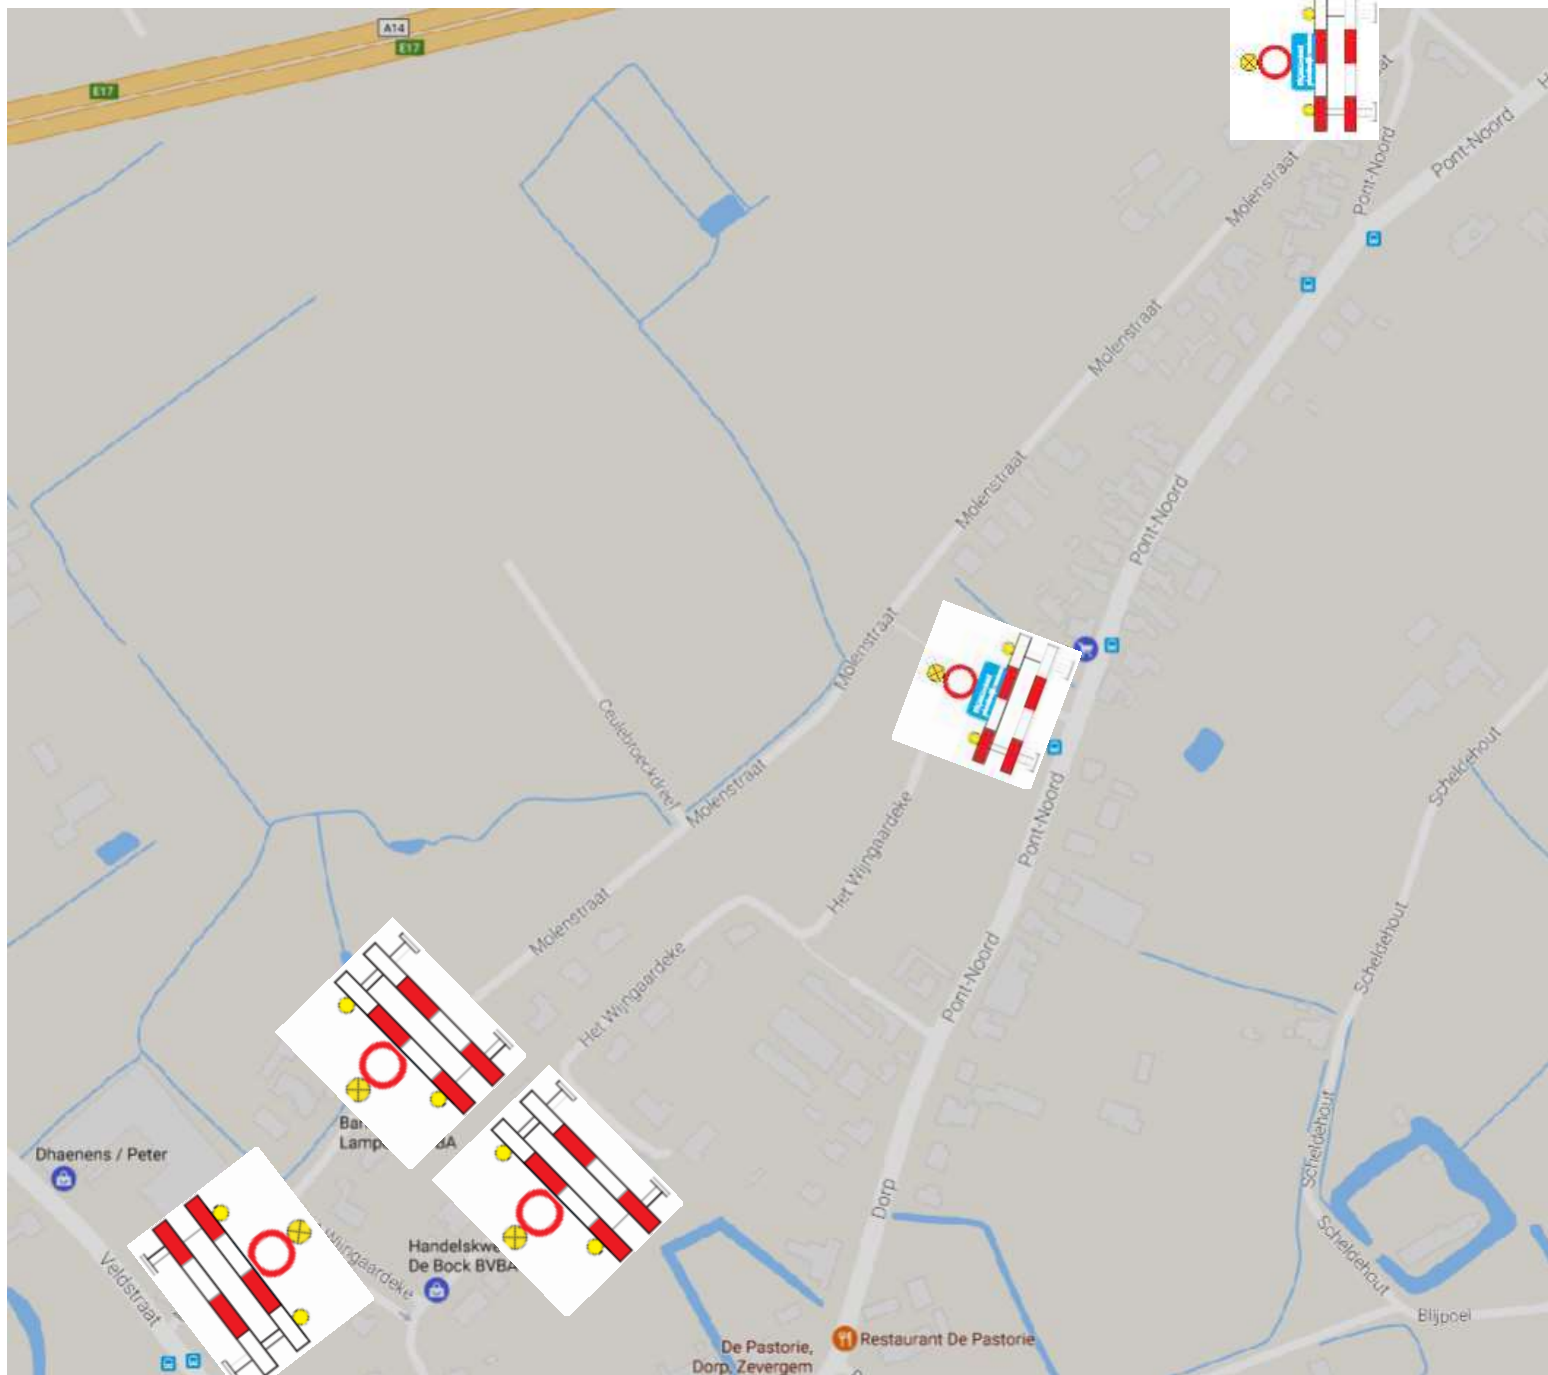 A14
E17
E17
Pont-Noord
Pont-Noord
Molenstraat
Molenstraat
Molenstraat
Pont-Noord
Molenstraat
Ceulebroeckdreef
Molenstraat
Scheldehout
Pont-Noord
Het Wijngaardeke
Molenstraat
Scheldehout
Pont-Noord
Het Wijngaardeke
Scheldehout
Dhaenens / Peter
Dorp
Scheldehout
Veldstraat
Wijngaardeke
De Bock BVBA
Blijpoel
Restaurant De Pastorie
De Pastorie,
Dorp, Zevergem